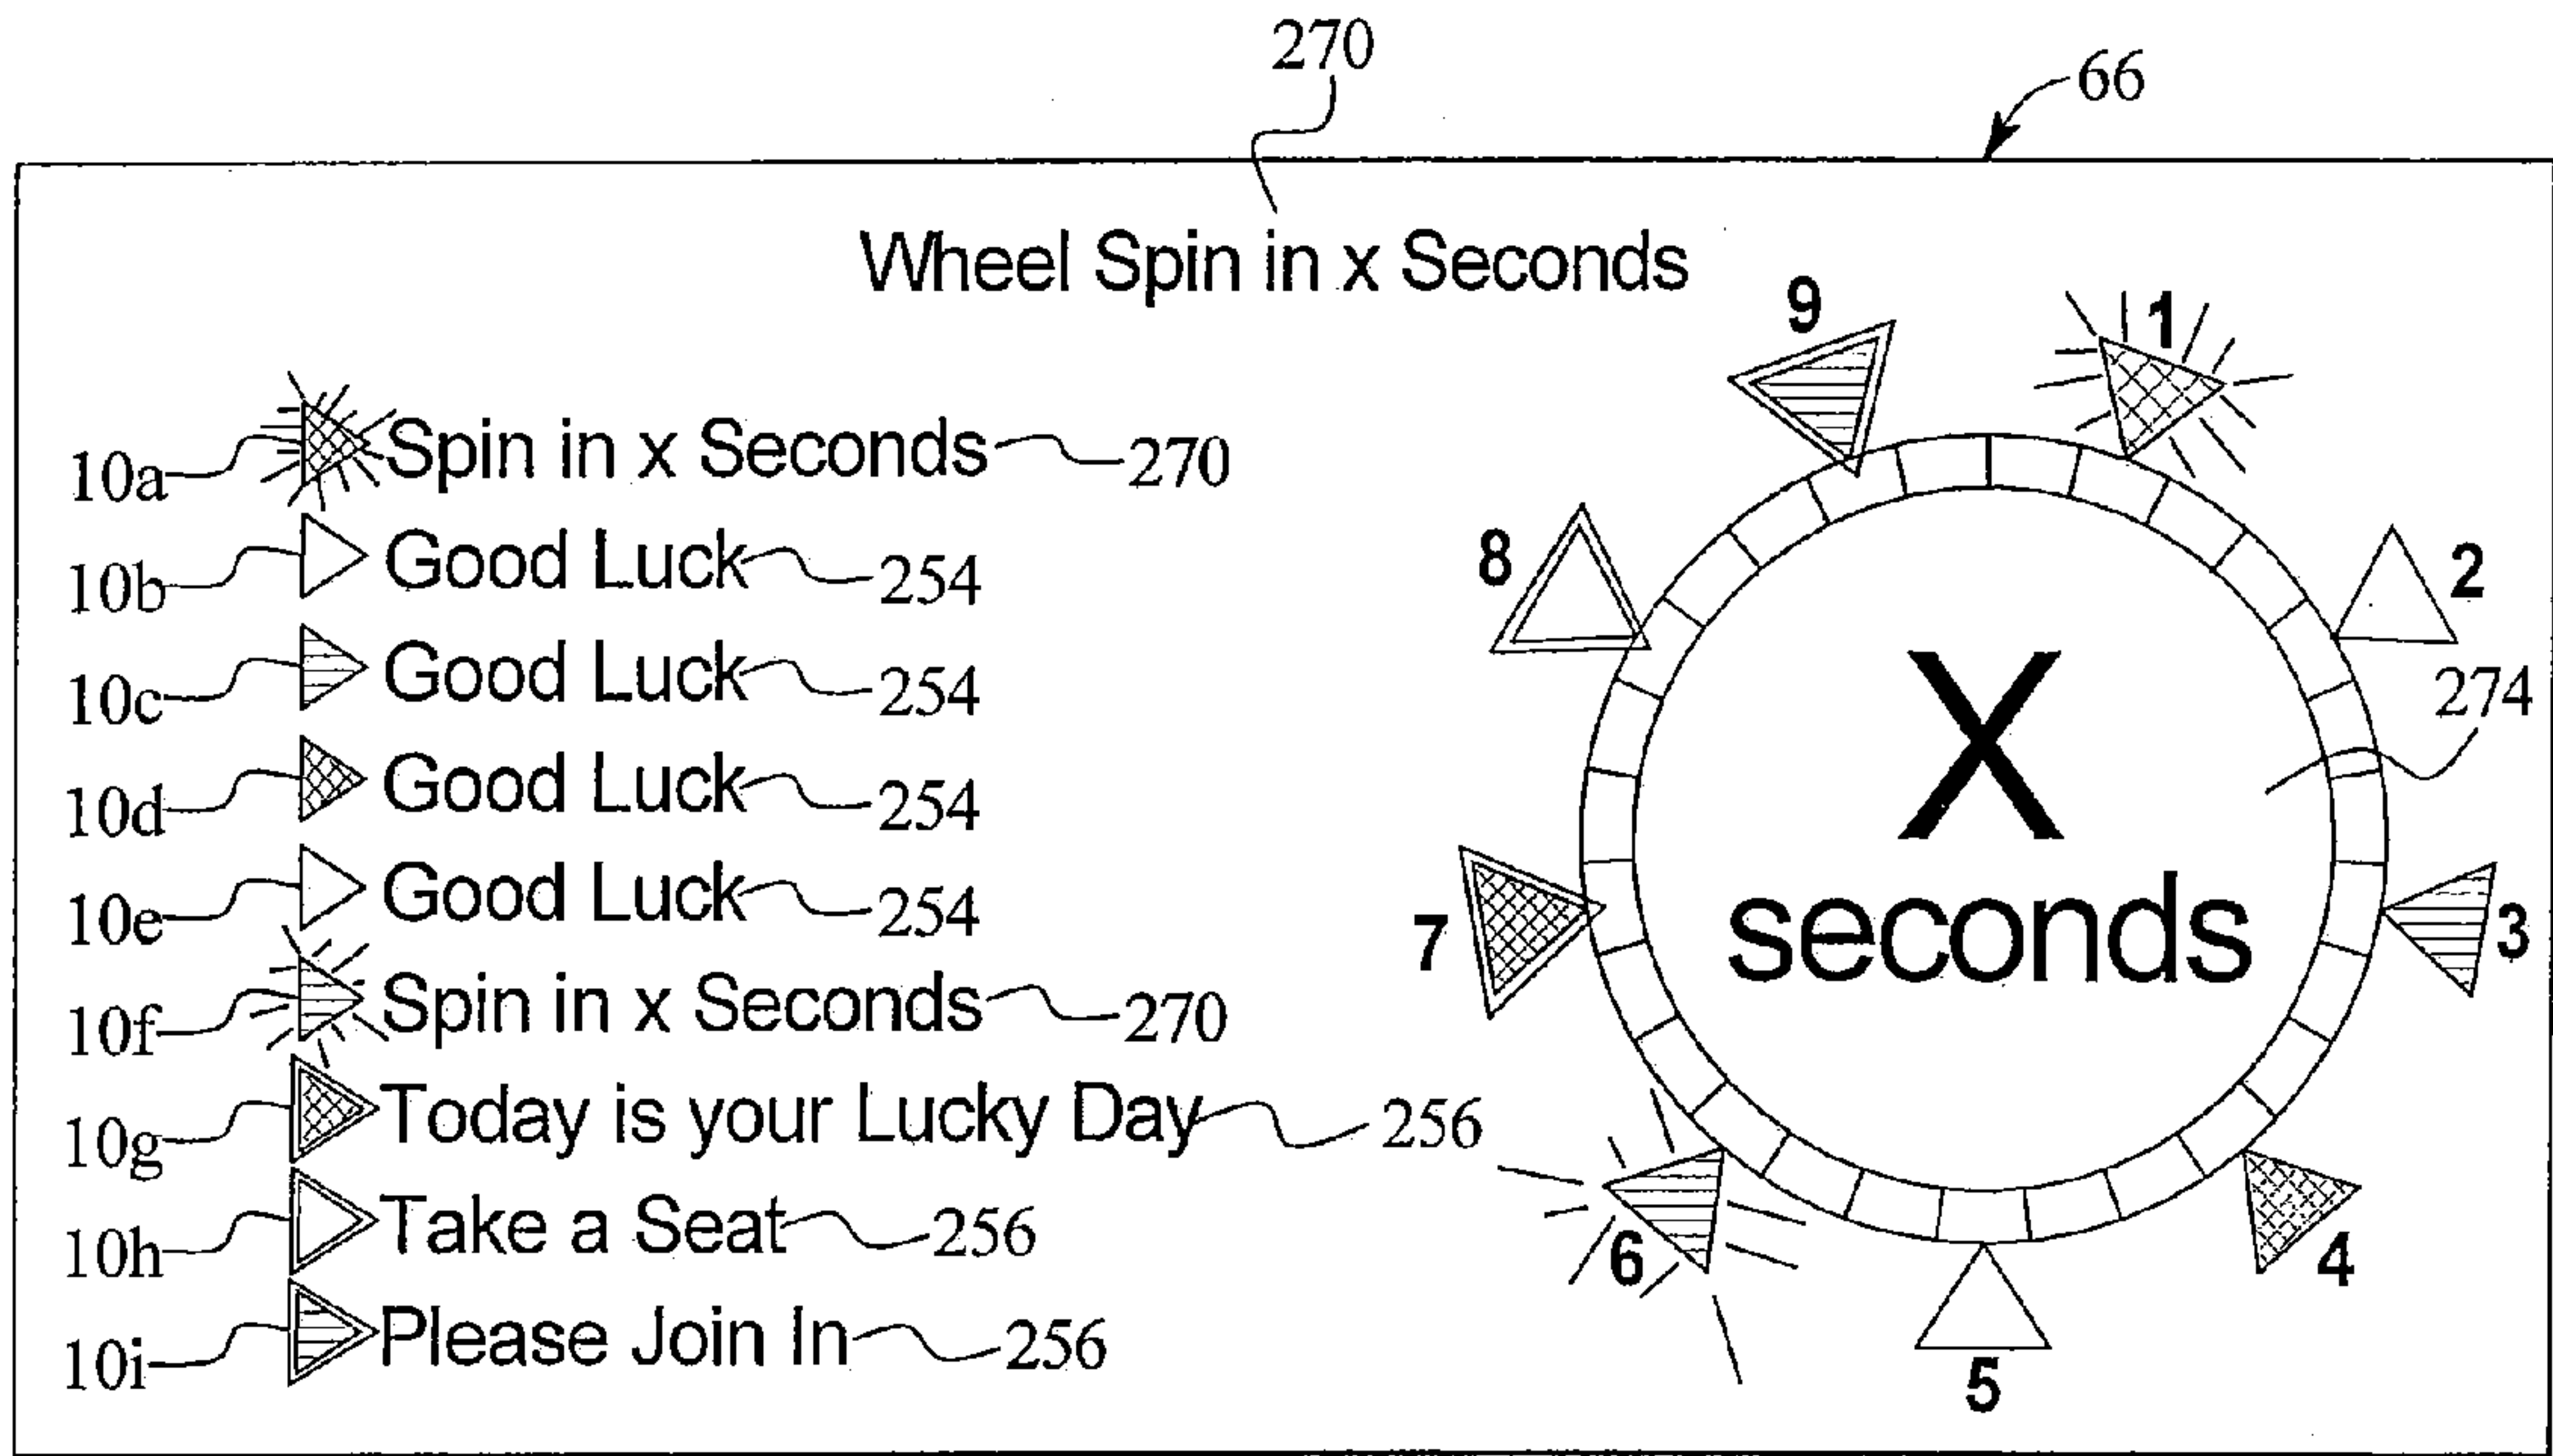 270
66
Wheel Spin in x Seconds
10a Spin in x Seconds 270
10b Good Luck 254
10c Good Luck 254
10d Good Luck 254
10e Good Luck 254
10f Spin in x Seconds 270
10g Today is your Lucky Day 256
10h Take a Seat 256
10i Please Join In 256
9
1
8
2
274
X
seconds
7
3
6
4
5